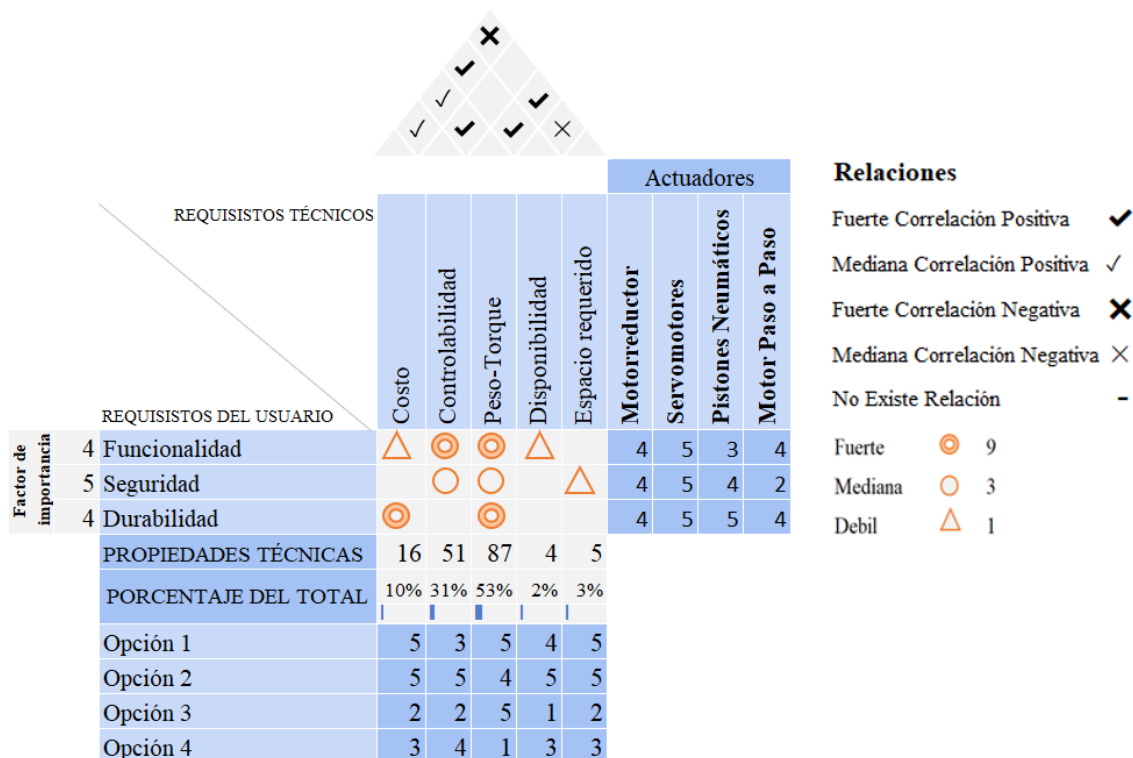 Actuadores
REQUISISTOS TÉCNICOS
REQUISISTOS DEL USUARIO
Costo
Controlabilidad
Peso-Torque
Disponibilidad
Espacio requerido
Motorreductor
Servomotores
Pistones Neumáticos
Motor Paso a Paso
Factor de
importancia
4 Funcionalidad 4 5 3 4
5 Seguridad 4 5 4 2
4 Durabilidad 4 5 5 4
PROPIEDADES TÉCNICAS 16 51 87 4 5
PORCENTAJE DEL TOTAL 10% 31% 53% 2% 3%
Opción 1 5 3 5 4 5
Opción 2 5 5 4 5 5
Opción 3 2 2 5 1 2
Opción 4 3 4 1 3 3
Relaciones
Fuerte Correlación Positiva ✔
Mediana Correlación Positiva ✓
Fuerte Correlación Negativa ✖
Mediana Correlación Negativa ×
No Existe Relación -
Fuerte 9
Mediana 3
Debil 1